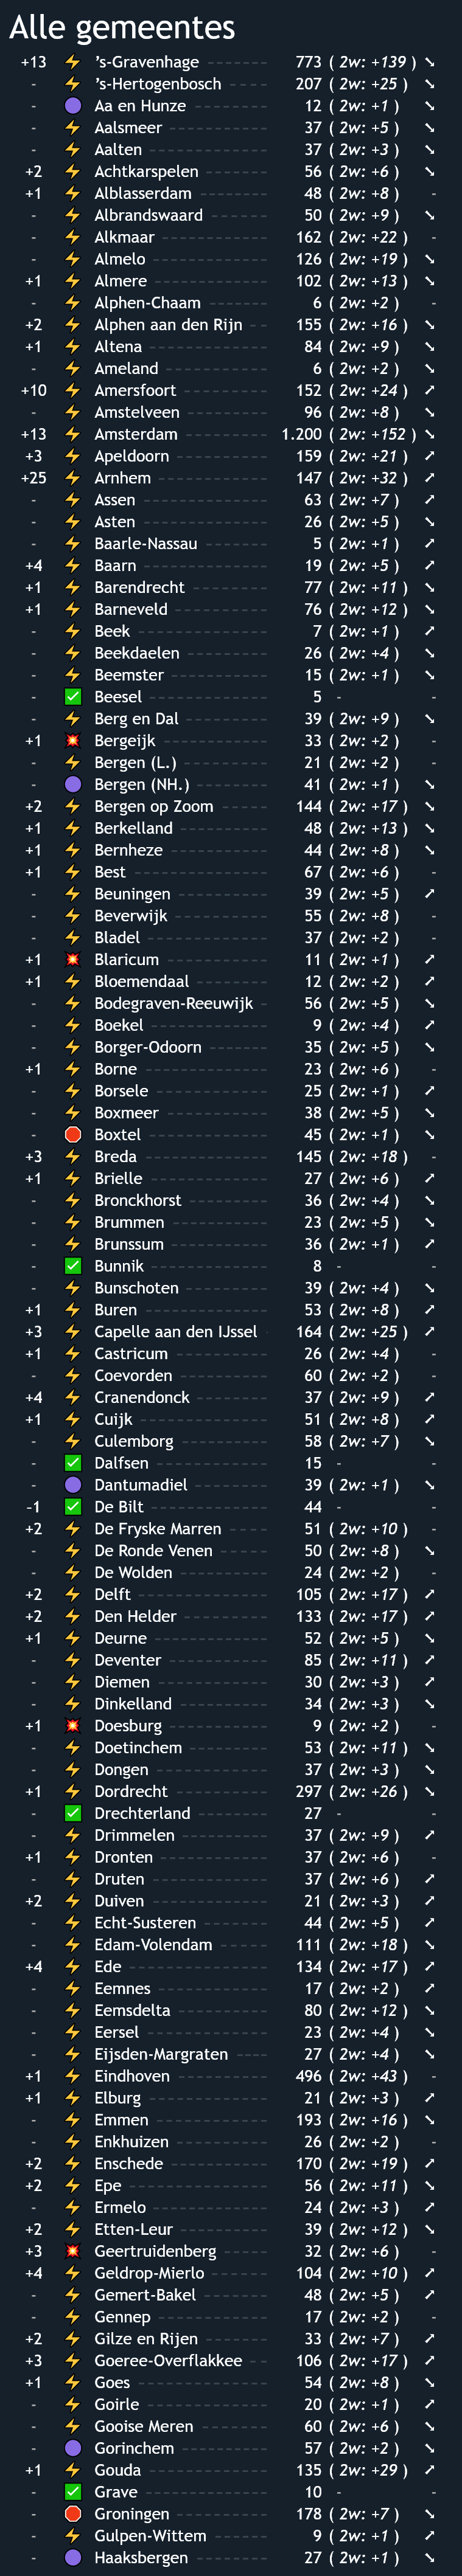 Alle gemeentes
+13 ⚡ ’s-Gravenhage 773 ( 2w: +139 ) ↘
- ⚡ ’s-Hertogenbosch 207 ( 2w: +25 ) ↘
- 🟣 Aa en Hunze 12 ( 2w: +1 ) ↘
- ⚡ Aalsmeer 37 ( 2w: +5 ) ↘
- ⚡ Aalten 37 ( 2w: +3 ) ↘
+2 ⚡ Achtkarspelen 56 ( 2w: +6 ) ↘
+1 ⚡ Alblasserdam 48 ( 2w: +8 ) -
- ⚡ Albrandswaard 50 ( 2w: +9 ) ↘
- ⚡ Alkmaar 162 ( 2w: +22 ) -
- ⚡ Almelo 126 ( 2w: +19 ) ↘
+1 ⚡ Almere 102 ( 2w: +13 ) ↘
- ⚡ Alphen-Chaam 6 ( 2w: +2 ) -
+2 ⚡ Alphen aan den Rijn 155 ( 2w: +16 ) ↘
+1 ⚡ Altena 84 ( 2w: +9 ) ↘
- ⚡ Ameland 6 ( 2w: +2 ) ↘
+10 ⚡ Amersfoort 152 ( 2w: +24 ) ↗
- ⚡ Amstelveen 96 ( 2w: +8 ) ↘
+13 ⚡ Amsterdam 1.200 ( 2w: +152 ) ↘
+3 ⚡ Apeldoorn 159 ( 2w: +21 ) ↗
+25 ⚡ Arnhem 147 ( 2w: +32 ) ↗
- ⚡ Assen 63 ( 2w: +7 ) ↗
- ⚡ Asten 26 ( 2w: +5 ) ↘
- ⚡ Baarle-Nassau 5 ( 2w: +1 ) ↗
+4 ⚡ Baarn 19 ( 2w: +5 ) ↗
+1 ⚡ Barendrecht 77 ( 2w: +11 ) ↘
+1 ⚡ Barneveld 76 ( 2w: +12 ) ↘
- ⚡ Beek 7 ( 2w: +1 ) ↗
- ⚡ Beekdaelen 26 ( 2w: +4 ) ↘
- ⚡ Beemster 15 ( 2w: +1 ) ↘
- ✅ Beesel 5 - -
- ⚡ Berg en Dal 39 ( 2w: +9 ) ↘
+1 💥 Bergeijk 33 ( 2w: +2 ) -
- ⚡ Bergen (L.) 21 ( 2w: +2 ) -
- 🟣 Bergen (NH.) 41 ( 2w: +1 ) ↘
+2 ⚡ Bergen op Zoom 144 ( 2w: +17 ) ↘
+1 ⚡ Berkelland 48 ( 2w: +13 ) ↘
+1 ⚡ Bernheze 44 ( 2w: +8 ) ↘
+1 ⚡ Best 67 ( 2w: +6 ) -
- ⚡ Beuningen 39 ( 2w: +5 ) ↗
- ⚡ Beverwijk 55 ( 2w: +8 ) -
- ⚡ Bladel 37 ( 2w: +2 ) -
+1 💥 Blaricum 11 ( 2w: +1 ) ↗
+1 ⚡ Bloemendaal 12 ( 2w: +2 ) ↗
- ⚡ Bodegraven-Reeuwijk 56 ( 2w: +5 ) ↘
- ⚡ Boekel 9 ( 2w: +4 ) ↗
- ⚡ Borger-Odoorn 35 ( 2w: +5 ) ↘
+1 ⚡ Borne 23 ( 2w: +6 ) -
- ⚡ Borsele 25 ( 2w: +1 ) ↗
- ⚡ Boxmeer 38 ( 2w: +5 ) ↘
- 🛑 Boxtel 45 ( 2w: +1 ) ↘
+3 ⚡ Breda 145 ( 2w: +18 ) -
+1 ⚡ Brielle 27 ( 2w: +6 ) ↗
- ⚡ Bronckhorst 36 ( 2w: +4 ) ↘
- ⚡ Brummen 23 ( 2w: +5 ) ↘
- ⚡ Brunssum 36 ( 2w: +1 ) ↗
- ✅ Bunnik 8 - -
- ⚡ Bunschoten 39 ( 2w: +4 ) ↘
+1 ⚡ Buren 53 ( 2w: +8 ) ↗
+3 ⚡ Capelle aan den IJssel 164 ( 2w: +25 ) ↗
+1 ⚡ Castricum 26 ( 2w: +4 ) -
- ⚡ Coevorden 60 ( 2w: +2 ) -
+4 ⚡ Cranendonck 37 ( 2w: +9 ) ↗
+1 ⚡ Cuijk 51 ( 2w: +8 ) ↗
- ⚡ Culemborg 58 ( 2w: +7 ) ↘
- ✅ Dalfsen 15 - -
- 🟣 Dantumadiel 39 ( 2w: +1 ) ↘
-1 ✅ De Bilt 44 - -
+2 ⚡ De Fryske Marren 51 ( 2w: +10 ) -
- ⚡ De Ronde Venen 50 ( 2w: +8 ) ↘
- ⚡ De Wolden 24 ( 2w: +2 ) -
+2 ⚡ Delft 105 ( 2w: +17 ) ↗
+2 ⚡ Den Helder 133 ( 2w: +17 ) ↗
+1 ⚡ Deurne 52 ( 2w: +5 ) ↘
- ⚡ Deventer 85 ( 2w: +11 ) ↗
- ⚡ Diemen 30 ( 2w: +3 ) ↗
- ⚡ Dinkelland 34 ( 2w: +3 ) ↘
+1 💥 Doesburg 9 ( 2w: +2 ) -
- ⚡ Doetinchem 53 ( 2w: +11 ) ↘
- ⚡ Dongen 37 ( 2w: +3 ) ↘
+1 ⚡ Dordrecht 297 ( 2w: +26 ) ↘
- ✅ Drechterland 27 - -
- ⚡ Drimmelen 37 ( 2w: +9 ) ↗
+1 ⚡ Dronten 37 ( 2w: +6 ) -
- ⚡ Druten 37 ( 2w: +6 ) ↗
+2 ⚡ Duiven 21 ( 2w: +3 ) ↗
- ⚡ Echt-Susteren 44 ( 2w: +5 ) ↗
- ⚡ Edam-Volendam 111 ( 2w: +18 ) ↘
+4 ⚡ Ede 134 ( 2w: +17 ) ↗
- ⚡ Eemnes 17 ( 2w: +2 ) ↗
- ⚡ Eemsdelta 80 ( 2w: +12 ) ↘
- ⚡ Eersel 23 ( 2w: +4 ) ↘
- ⚡ Eijsden-Margraten 27 ( 2w: +4 ) ↘
+1 ⚡ Eindhoven 496 ( 2w: +43 ) -
+1 ⚡ Elburg 21 ( 2w: +3 ) ↗
- ⚡ Emmen 193 ( 2w: +16 ) ↘
- ⚡ Enkhuizen 26 ( 2w: +2 ) -
+2 ⚡ Enschede 170 ( 2w: +19 ) ↗
+2 ⚡ Epe 56 ( 2w: +11 ) ↘
- ⚡ Ermelo 24 ( 2w: +3 ) ↗
+2 ⚡ Etten-Leur 39 ( 2w: +12 ) ↘
+3 💥 Geertruidenberg 32 ( 2w: +6 ) -
+4 ⚡ Geldrop-Mierlo 104 ( 2w: +10 ) ↗
- ⚡ Gemert-Bakel 48 ( 2w: +5 ) ↗
- ⚡ Gennep 17 ( 2w: +2 ) -
+2 ⚡ Gilze en Rijen 33 ( 2w: +7 ) ↗
+3 ⚡ Goeree-Overflakkee 106 ( 2w: +17 ) ↗
+1 ⚡ Goes 54 ( 2w: +8 ) ↘
- ⚡ Goirle 20 ( 2w: +1 ) ↗
- ⚡ Gooise Meren 60 ( 2w: +6 ) ↘
- 🟣 Gorinchem 57 ( 2w: +2 ) ↘
+1 ⚡ Gouda 135 ( 2w: +29 ) ↗
- ✅ Grave 10 - -
- 🛑 Groningen 178 ( 2w: +7 ) ↘
- ⚡ Gulpen-Wittem 9 ( 2w: +1 ) ↗
- 🟣 Haaksbergen 27 ( 2w: +1 ) ↘